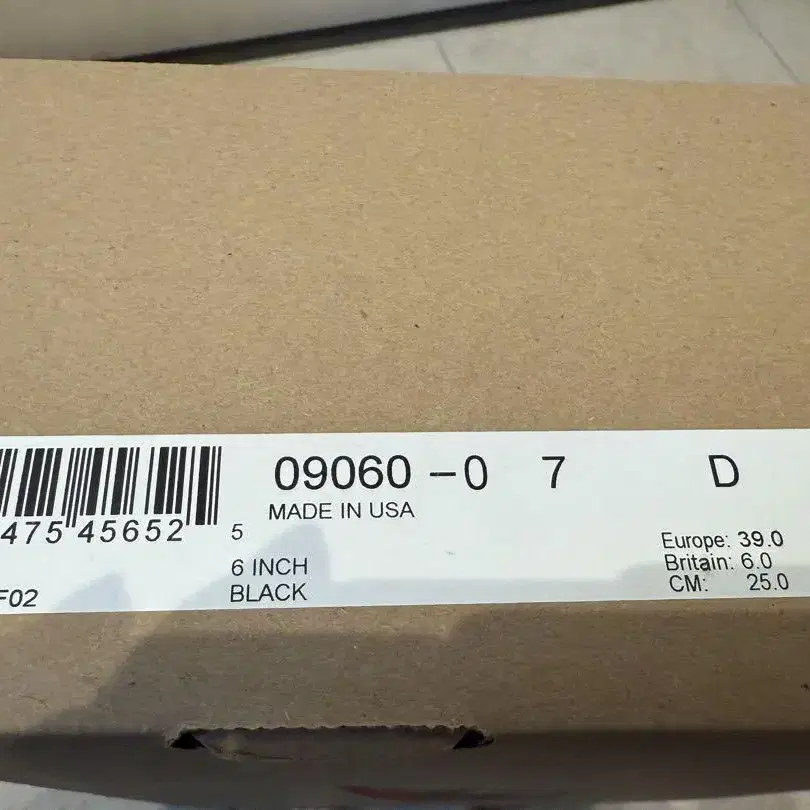 09060 -0 7 D
MADE IN USA
475 45652 5
6 INCH
BLACK
F02
Europe: 39.0
Britain: 6.0
CM: 25.0